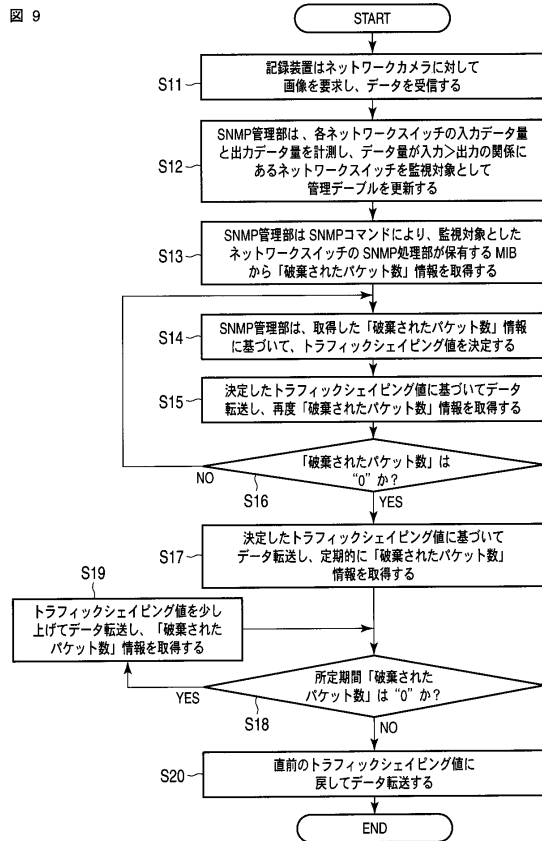 図 9
START
S11
記録装置はネットワークカメラに対して
画像を要求し、データを受信する
S12
SNMP管理部は、各ネットワークスイッチの入力データ量
と出力データ量を計測し、データ量が入力＞出力の関係に
あるネットワークスイッチを監視対象として
管理デーブルを更新する
S13
SNMP管理部は SNMPコマンドにより、監視対象とした
ネットワークスイッチの SNMP処理部が保有する MIB
から「破棄されたパケット数」情報を取得する
S14
SNMP管理部は、取得した「破棄されたパケット数」情報
に基づいて、トラフィックシェイピング値を決定する
S15
決定したトラフィックシェイピング値に基づいてデータ
転送し、再度「破棄されたパケット数」情報を取得する
「破棄されたパケット数」は
“0” か？
NO
S16
YES
S17
決定したトラフィックシェイピング値に基づいて
データ転送し、定期的に「破棄されたパケット数」
情報を取得する
S19
トラフィックシェイピング値を少し
上げてデータ転送し、「破棄された
パケット数」情報を取得する
所定期間「破棄された
パケット数」は “0” か？
YES
S18
NO
S20
直前のトラフィックシェイピング値に
戻してデータ転送する
END